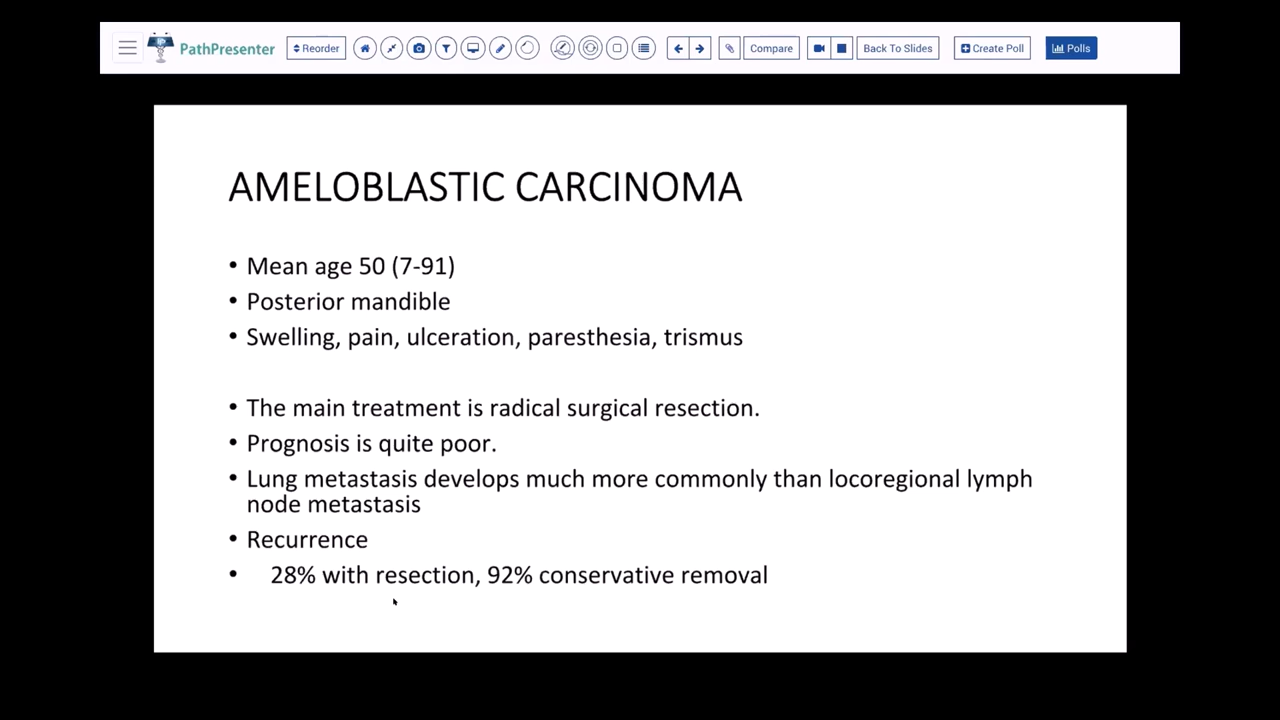 PathPresenter
Reorder
Compare
Back To Slides
Create Poll
Polls
AMELOBLASTIC CARCINOMA
• Mean age 50 (7-91)
• Posterior mandible
• Swelling, pain, ulceration, paresthesia, trismus
• The main treatment is radical surgical resection.
• Prognosis is quite poor.
• Lung metastasis develops much more commonly than locoregional lymph
node metastasis
• Recurrence
• 28% with resection, 92% conservative removal